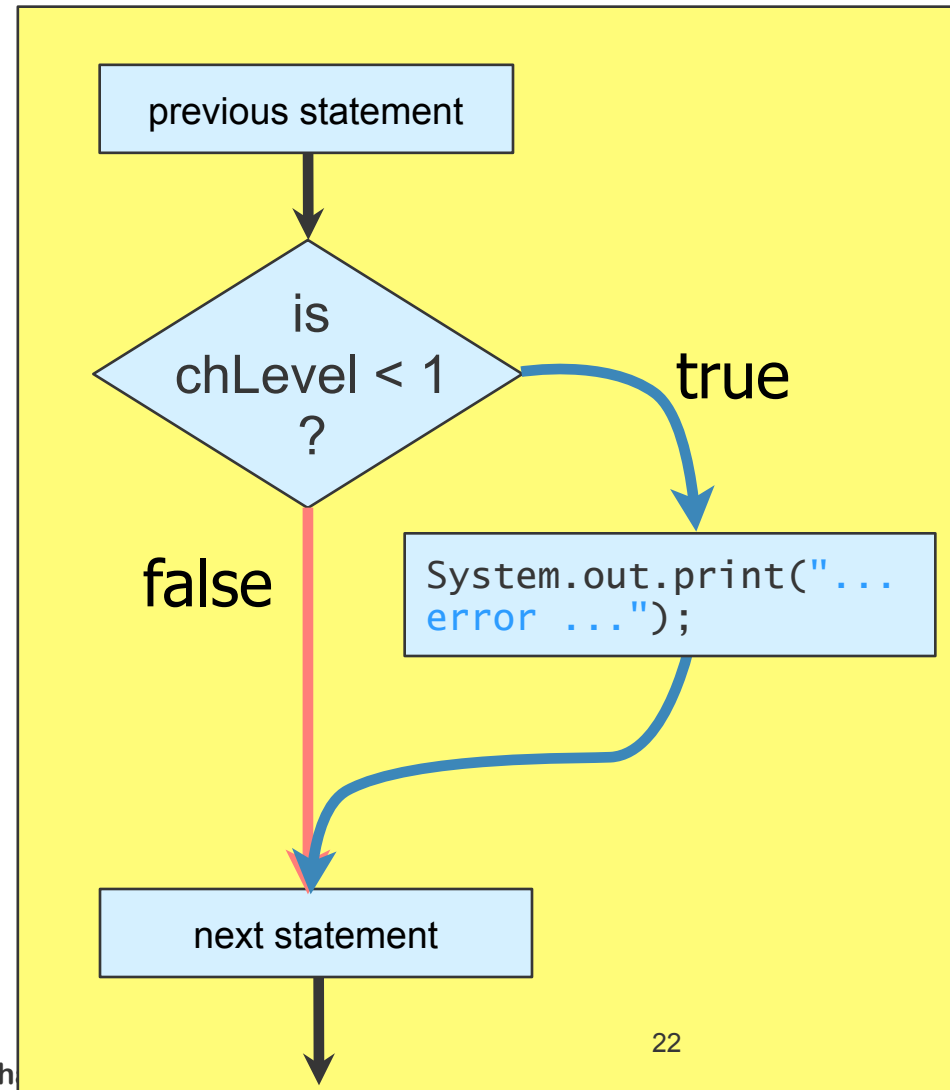 previous statement
is
chLevel < 1
?
true
false
System.out.print("...
error ...");
next statement
22